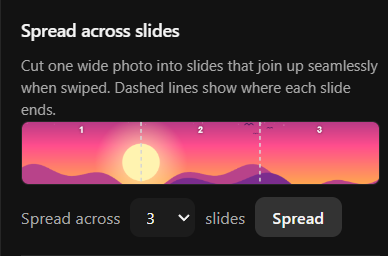 Spread across slides
Cut one wide photo into slides that join up seamlessly
when swiped. Dashed lines show where each slide
ends.
1 2 3
Spread across 3 slides Spread